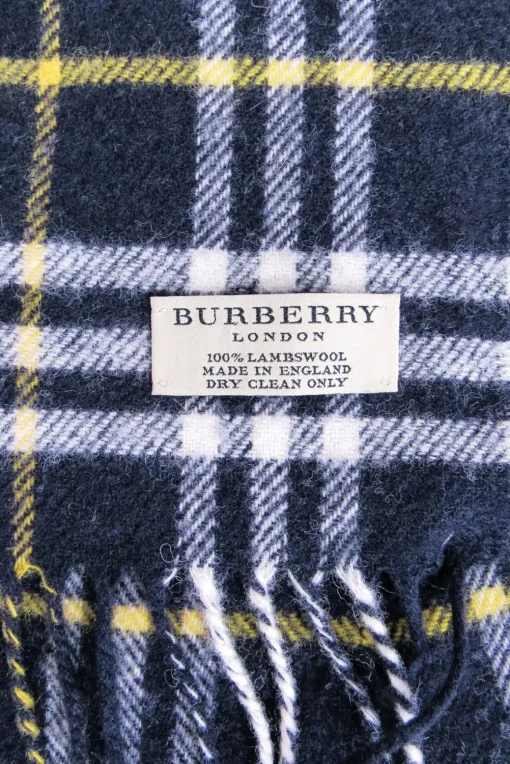 BURBERRY
LONDON
100% LAMBSWOOL
MADE IN ENGLAND
DRY CLEAN ONLY